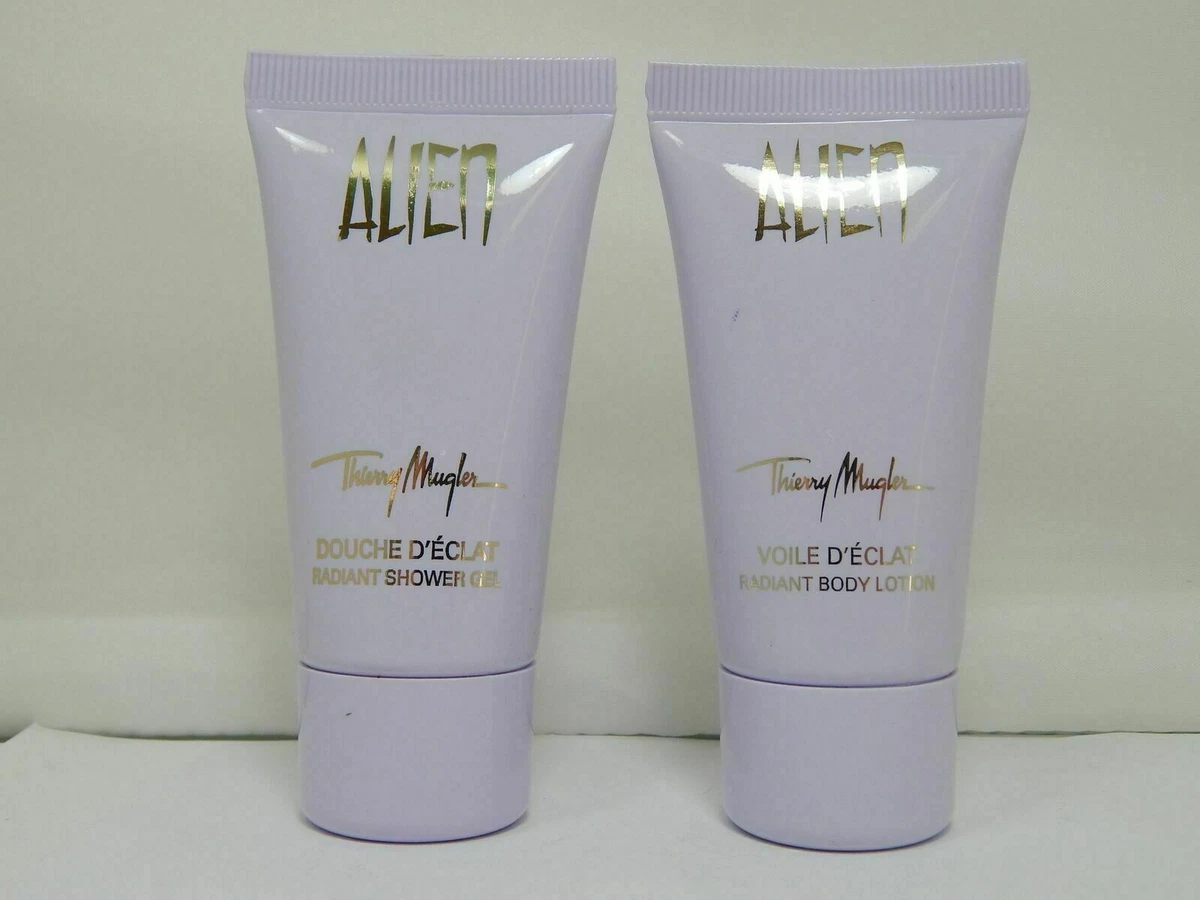 ALIEN
Thierry Mugler
DOUCHE D'ÉCLAT
RADIANT SHOWER GEL
ALIEN
Thierry Mugler
VOILE D'ÉCLAT
RADIANT BODY LOTION